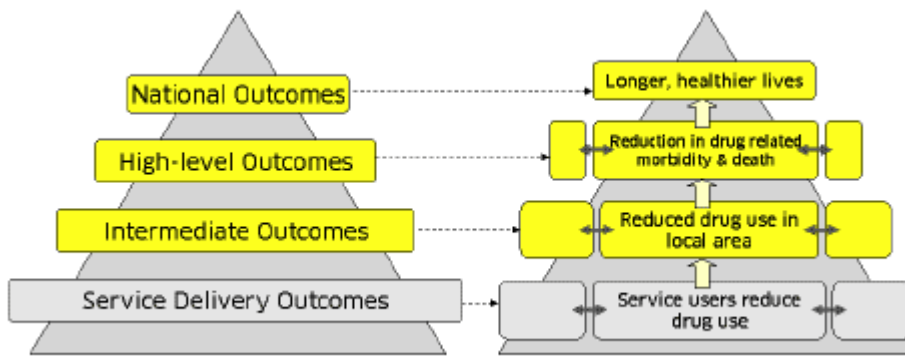 National Outcomes
High-level Outcomes
Intermediate Outcomes
Service Delivery Outcomes
Longer, healthier lives
Reduction in drug related
morbidity & death
Reduced drug use in
local area
Service users reduce
drug use